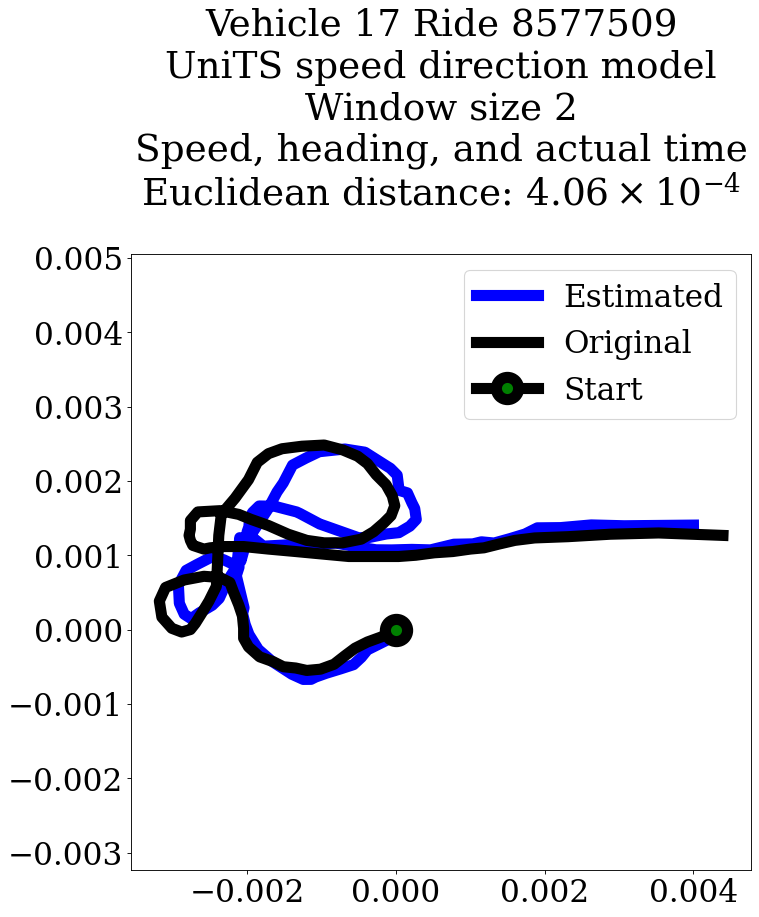 Vehicle 17 Ride 8577509
UniTS speed direction model
Window size 2
Speed, heading, and actual time
Euclidean distance: 4.06 × 10⁻⁴
0.005
0.004
0.003
0.002
0.001
0.000
−0.001
−0.002
−0.003
Estimated
Original
Start
−0.002 0.000 0.002 0.004